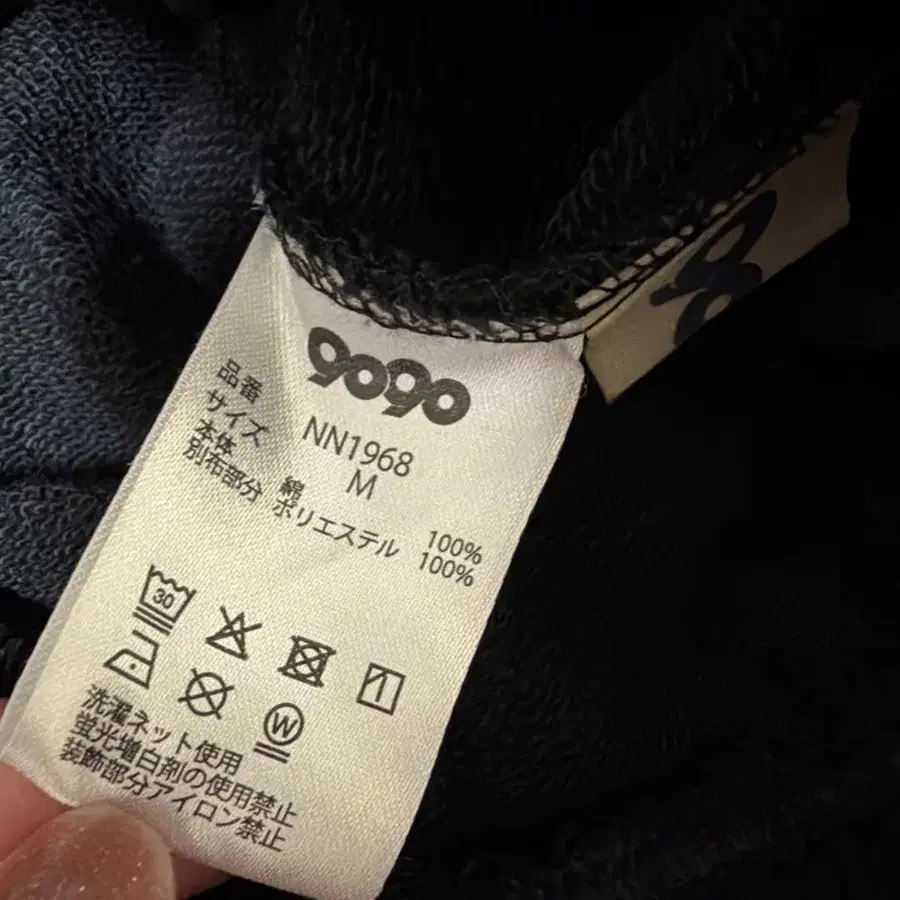 9090
品番 NN1968
サイズ M
本体 綿 100%
別布部分 ポリエステル 100%
30
W
洗濯ネット使用
蛍光増白剤の使用禁止
装飾部分アイロン禁止